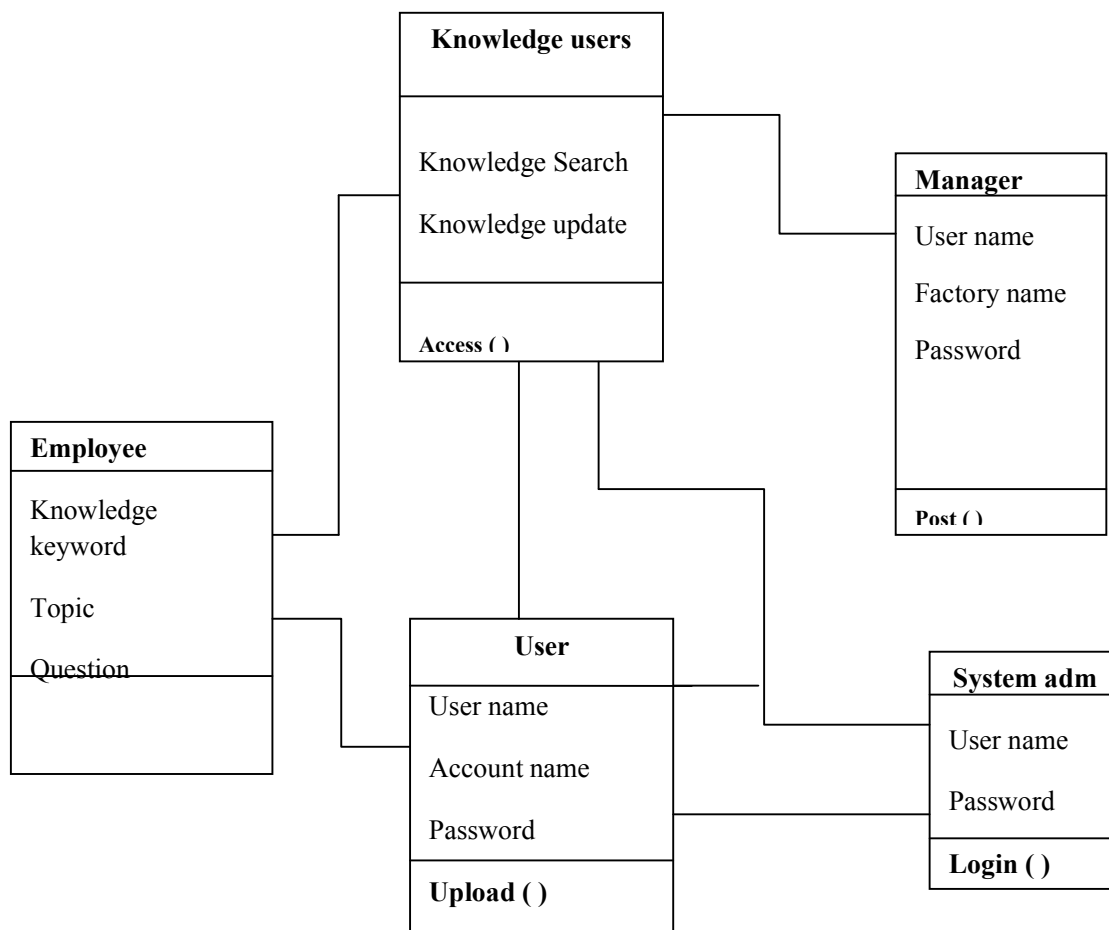 Knowledge users
Knowledge Search
Knowledge update
Access ( )
Manager
User name
Factory name
Password
Post ( )
Employee
Knowledge
keyword
Topic
Question
User
User name
Account name
Password
Upload ( )
System adm
User name
Password
Login ( )